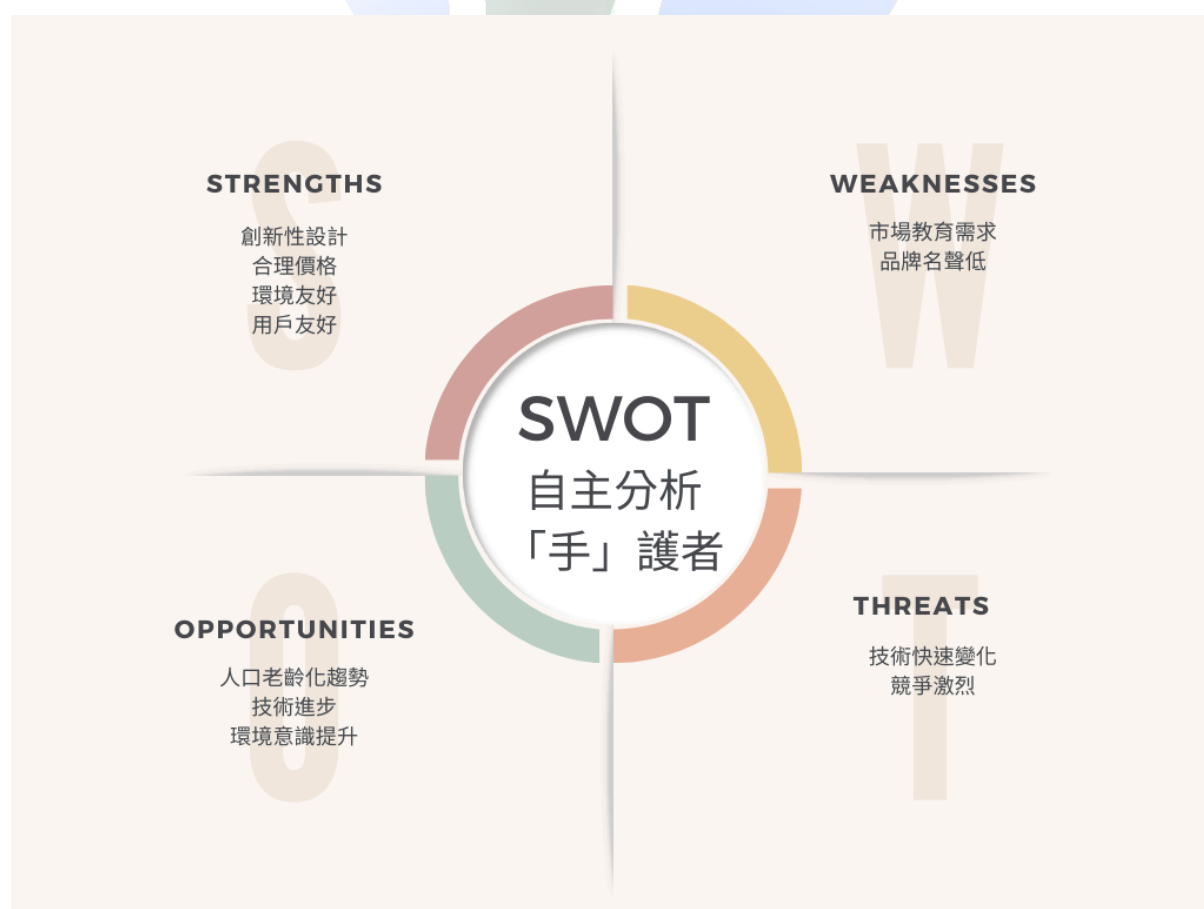 STRENGTHS
創新性設計
合理價格
環境友好
用戶友好
WEAKNESSES
市場教育需求
品牌名聲低
SWOT
自主分析
「手」護者
OPPORTUNITIES
人口老齡化趨勢
技術進步
環境意識提升
THREATS
技術快速變化
競爭激烈
S
W
O
T